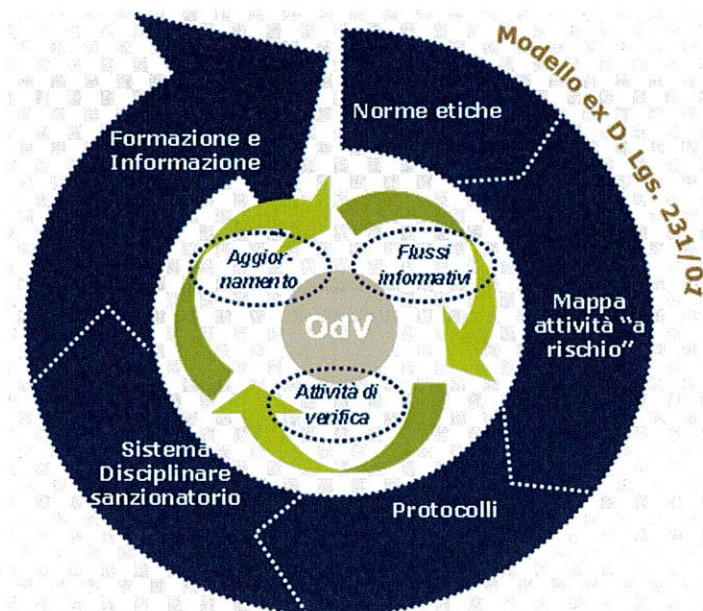 Modello ex D. Lgs. 231/01
Norme etiche
Formazione e
Informazione
Aggior-
namento
Flussi
informativi
OdV
Mappa
attività "a
rischio"
Attività di
verifica
Sistema
Disciplinare
sanzionatorio
Protocolli